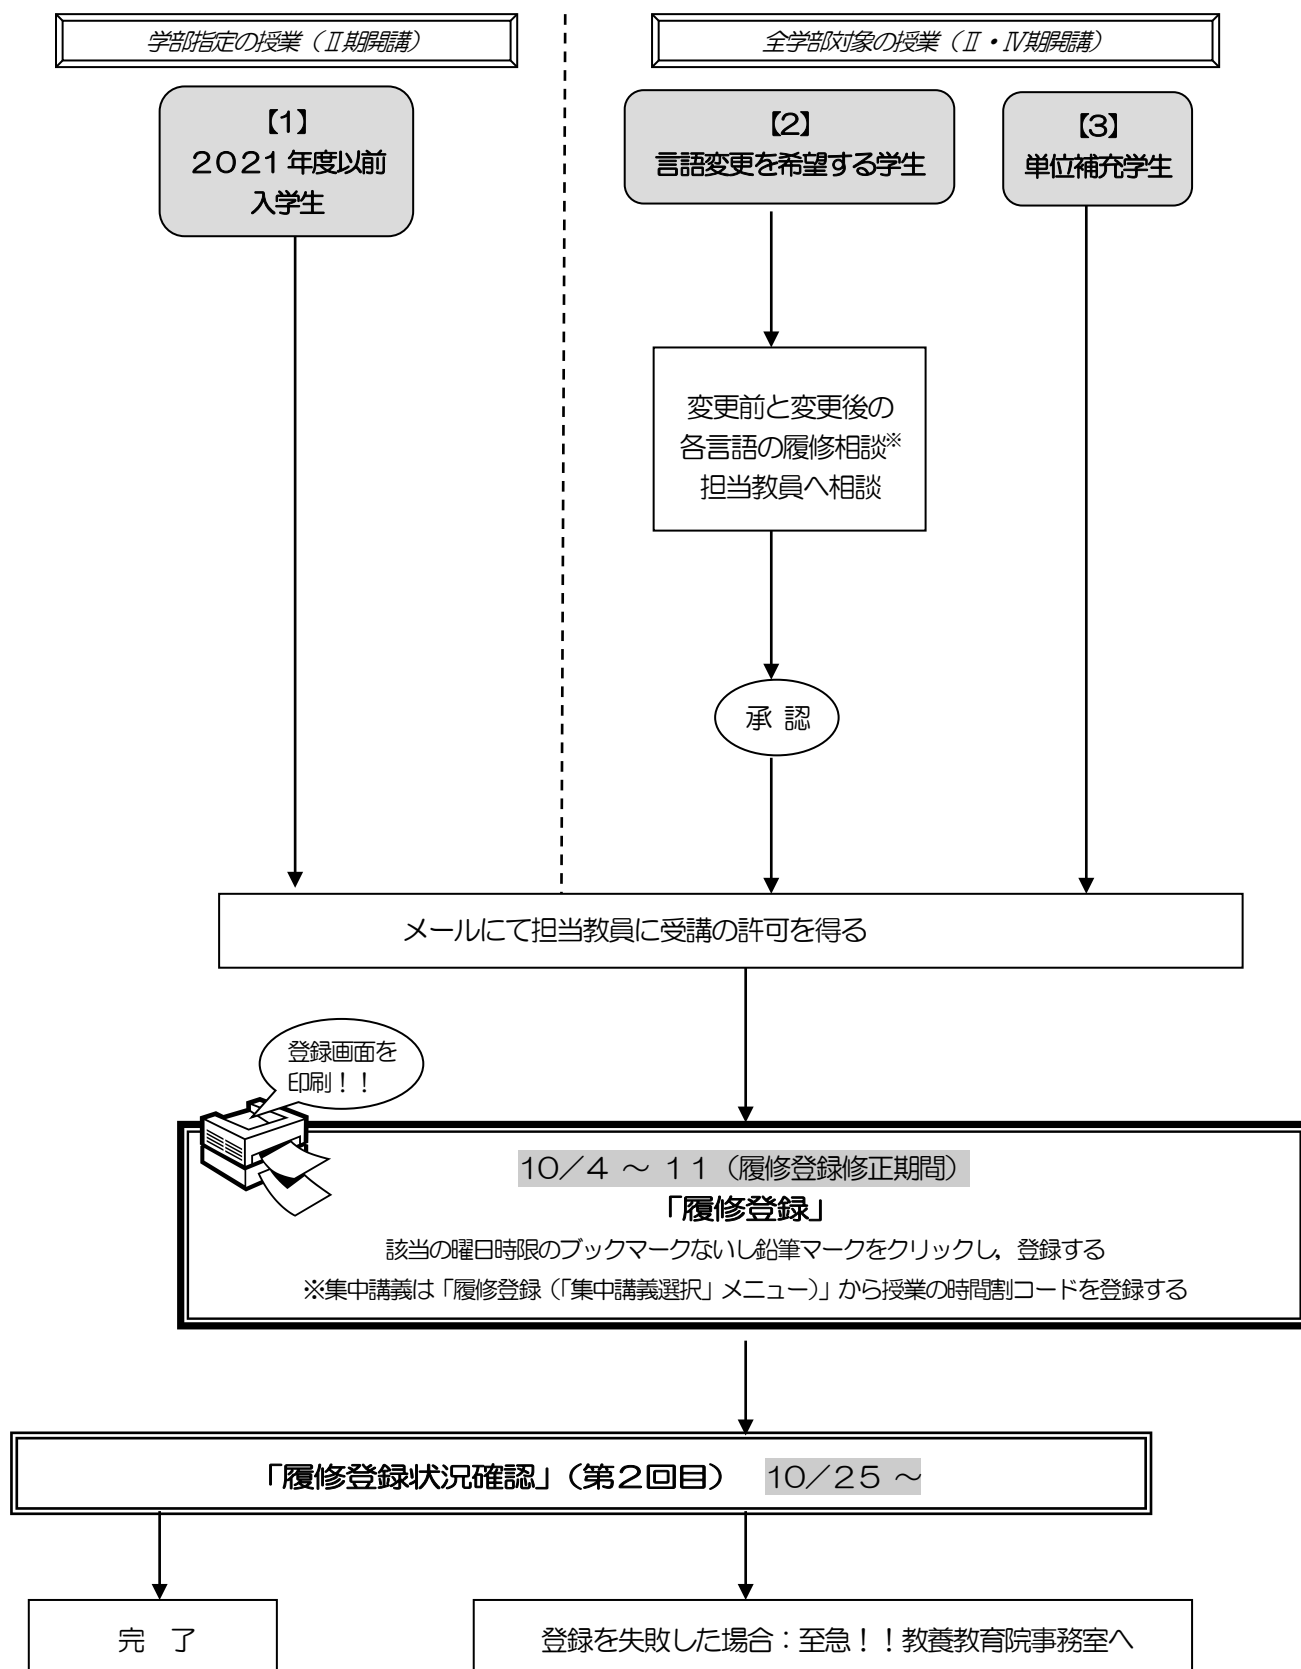 学部指定の授業（Ⅱ期開講）
全学部対象の授業（Ⅱ・Ⅳ期開講）
【1】
２０２１年度以前
入学生
【2】
言語変更を希望する学生
【3】
単位補充学生
変更前と変更後の
各言語の履修相談※
担当教員へ相談
承 認
メールにて担当教員に受講の許可を得る
登録画面を
印刷！！
１０／４ ～ １１（履修登録修正期間）
「履修登録」
該当の曜日時限のブックマークないし鉛筆マークをクリックし，登録する
※集中講義は「履修登録（「集中講義選択」メニュー）」から授業の時間割コードを登録する
「履修登録状況確認」（第２回目） １０／２５ ～
完 了
登録を失敗した場合：至急！！教養教育院事務室へ